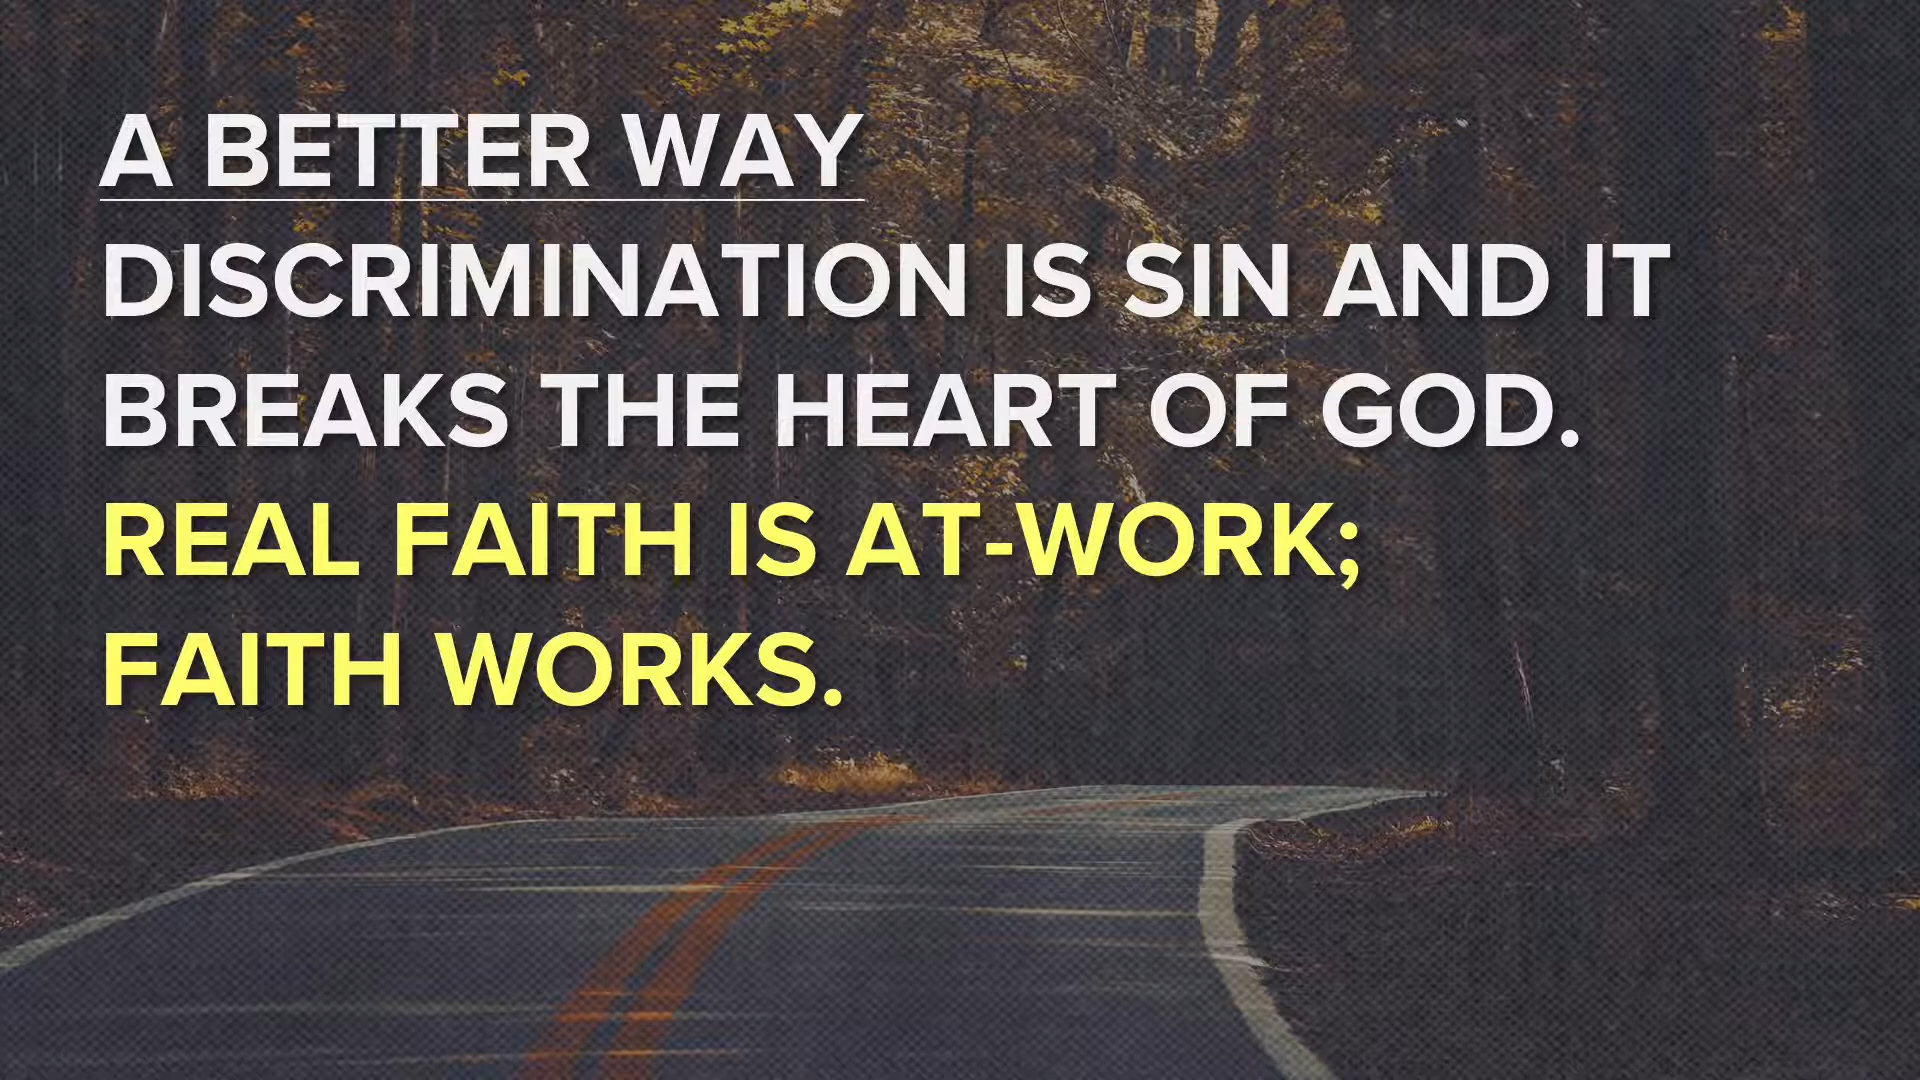 A BETTER WAY
DISCRIMINATION IS SIN AND IT
BREAKS THE HEART OF GOD.
REAL FAITH IS AT-WORK;
FAITH WORKS.